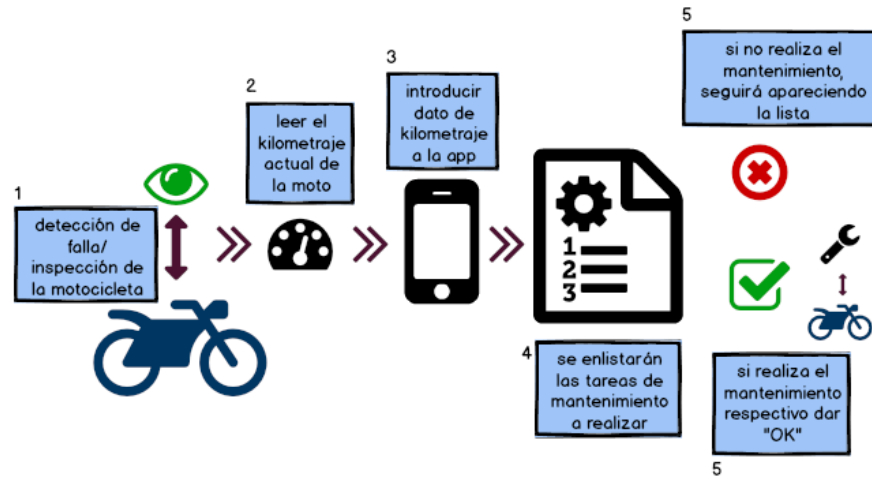 1
detección de
falla/
inspección de
la motocicleta
2
leer el
kilometraje
actual de
la moto
3
introducir
dato de
kilometraje
a la app
1
2
3
4
se enlistarán
las tareas de
mantenimiento
a realizar
5
si no realiza el
mantenimiento,
seguirá apareciendo
la lista
si realiza el
mantenimiento
respectivo dar
"OK"
5